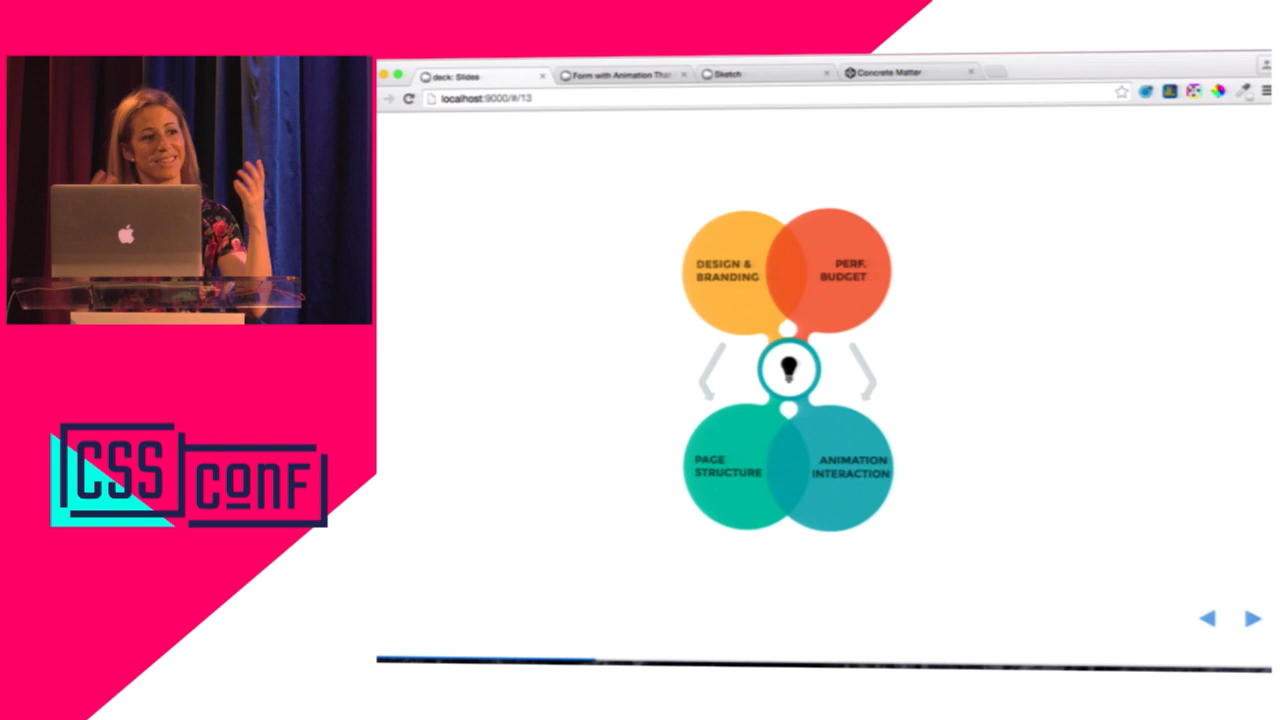 deck: Slides
Form with Animation That
Sketch
Concrete Matter
localhost:9000/#/13
DESIGN &
BRANDING
PERF.
BUDGET
PAGE
STRUCTURE
ANIMATION
INTERACTION
CSS
CONF